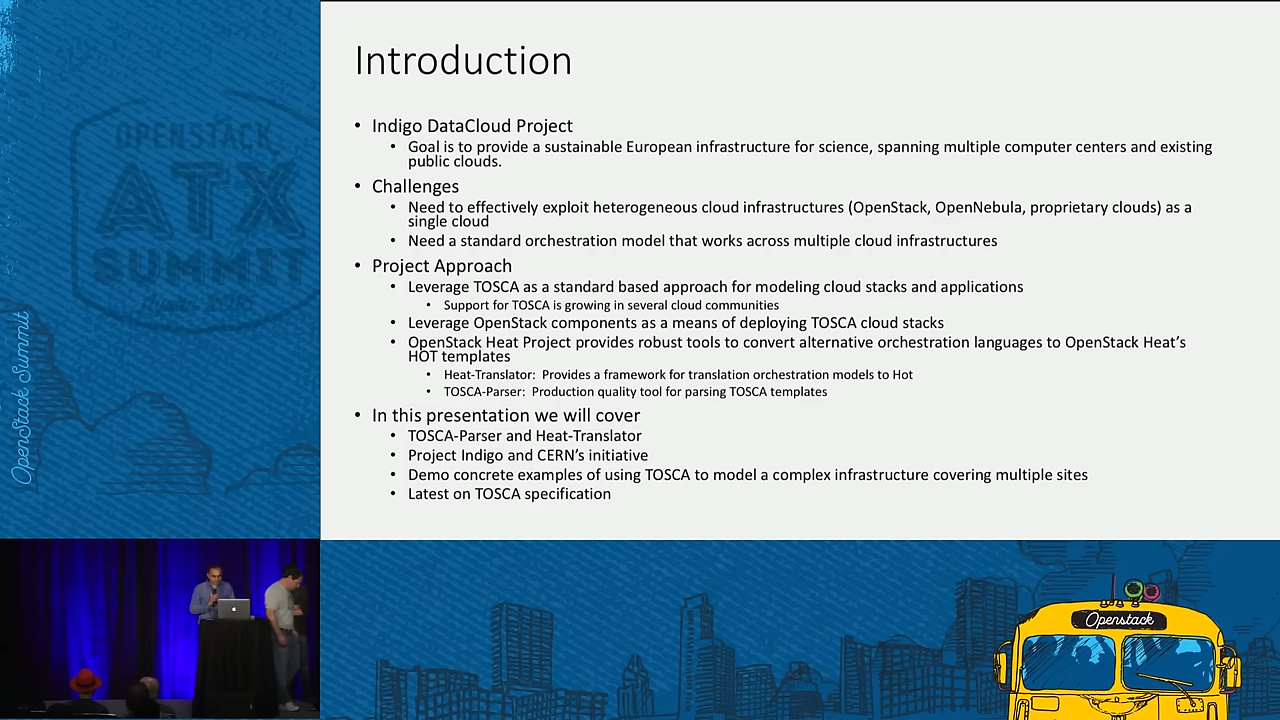 Introduction
• Indigo DataCloud Project
• Goal is to provide a sustainable European infrastructure for science, spanning multiple computer centers and existing
public clouds.
• Challenges
• Need to effectively exploit heterogeneous cloud infrastructures (OpenStack, OpenNebula, proprietary clouds) as a
single cloud
• Need a standard orchestration model that works across multiple cloud infrastructures
• Project Approach
• Leverage TOSCA as a standard based approach for modeling cloud stacks and applications
• Support for TOSCA is growing in several cloud communities
• Leverage OpenStack components as a means of deploying TOSCA cloud stacks
• OpenStack Heat Project provides robust tools to convert alternative orchestration languages to OpenStack Heat's
HOT templates
• Heat-Translator: Provides a framework for translation orchestration models to Hot
• TOSCA-Parser: Production quality tool for parsing TOSCA templates
• In this presentation we will cover
• TOSCA-Parser and Heat-Translator
• Project Indigo and CERN's initiative
• Demo concrete examples of using TOSCA to model a complex infrastructure covering multiple sites
• Latest on TOSCA specification
OPENSTACK
ATX
SUMMIT
OpenStack Summit
Openstack